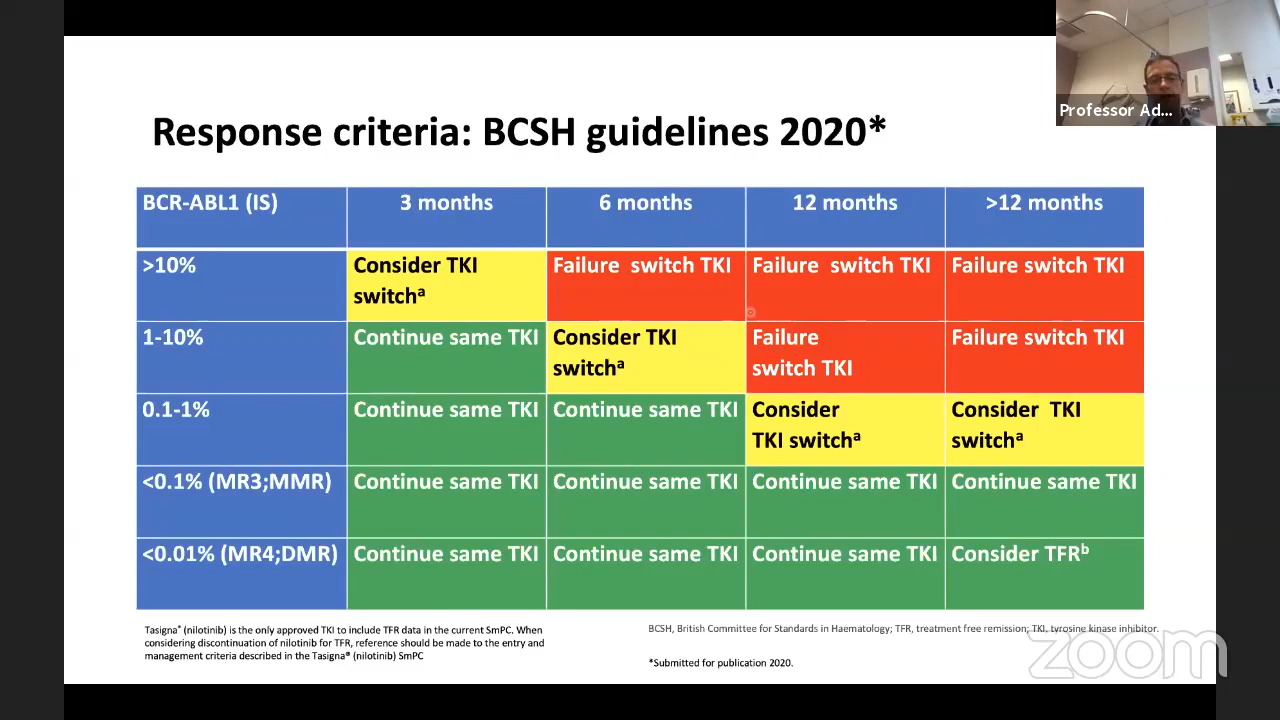 Professor Ad...
Response criteria: BCSH guidelines 2020*
BCR-ABL1 (IS) 3 months 6 months 12 months >12 months
>10% Consider TKI switchᵃ Failure switch TKI Failure switch TKI Failure switch TKI
1-10% Continue same TKI Consider TKI switchᵃ Failure switch TKI Failure switch TKI
0.1-1% Continue same TKI Continue same TKI Consider TKI switchᵃ Consider TKI switchᵃ
<0.1% (MR3;MMR) Continue same TKI Continue same TKI Continue same TKI Continue same TKI
<0.01% (MR4;DMR) Continue same TKI Continue same TKI Continue same TKI Consider TFRᵇ
Tasigna® (nilotinib) is the only approved TKI to include TFR data in the current SmPC. When
considering discontinuation of nilotinib for TFR, reference should be made to the entry and
management criteria described in the Tasigna® (nilotinib) SmPC
BCSH, British Committee for Standards in Haematology; TFR, treatment free remission; TKI, tyrosine kinase inhibitor.
*Submitted for publication 2020.
zoom